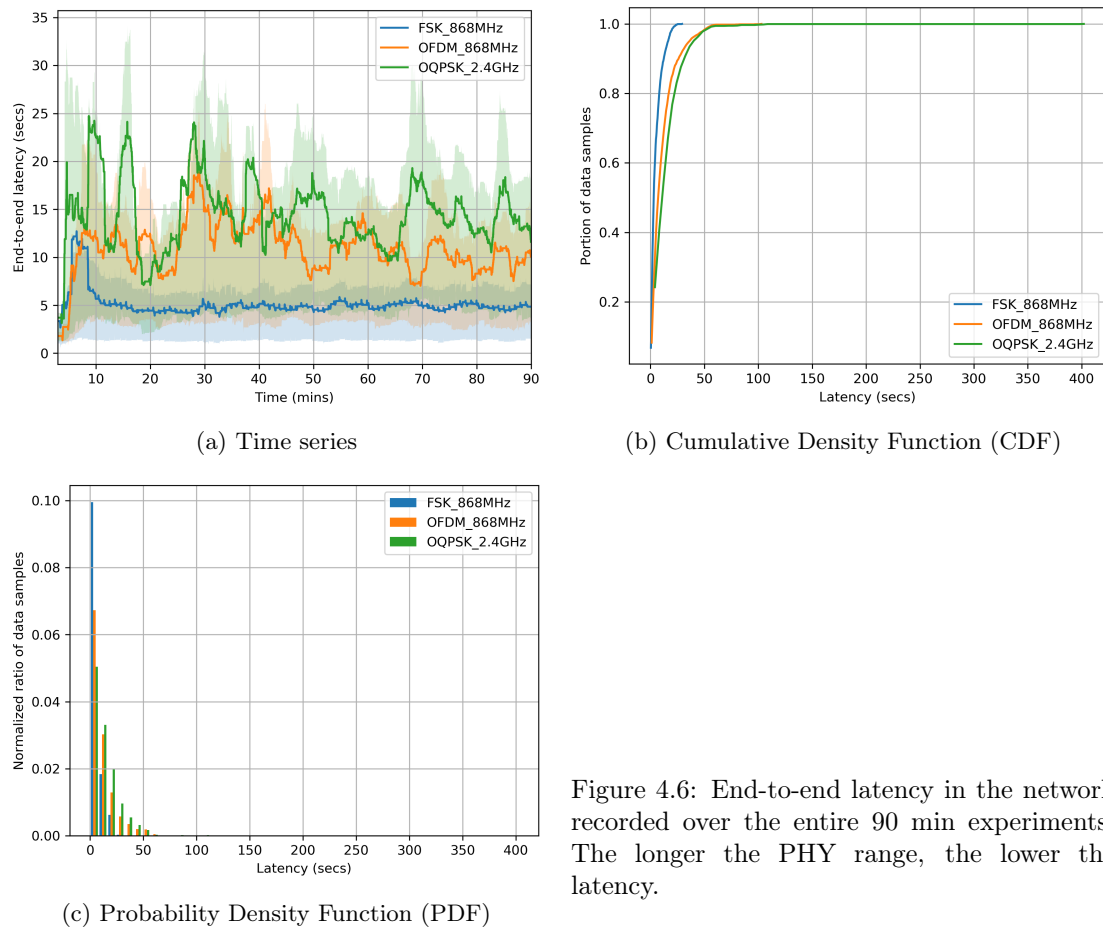 35
30
25
20
15
10
5
0
End-to-end latency (secs)
FSK_868MHz
OFDM_868MHz
OQPSK_2.4GHz
10 20 30 40 50 60 70 80 90
Time (mins)
(a) Time series
1.0
0.8
0.6
0.4
0.2
Portion of data samples
FSK_868MHz
OFDM_868MHz
OQPSK_2.4GHz
0 50 100 150 200 250 300 350 400
Latency (secs)
(b) Cumulative Density Function (CDF)
0.10
0.08
0.06
0.04
0.02
0.00
Normalized ratio of data samples
FSK_868MHz
OFDM_868MHz
OQPSK_2.4GHz
0 50 100 150 200 250 300 350 400
Latency (secs)
(c) Probability Density Function (PDF)
Figure 4.6: End-to-end latency in the network
recorded over the entire 90 min experiments
The longer the PHY range, the lower th
latency.